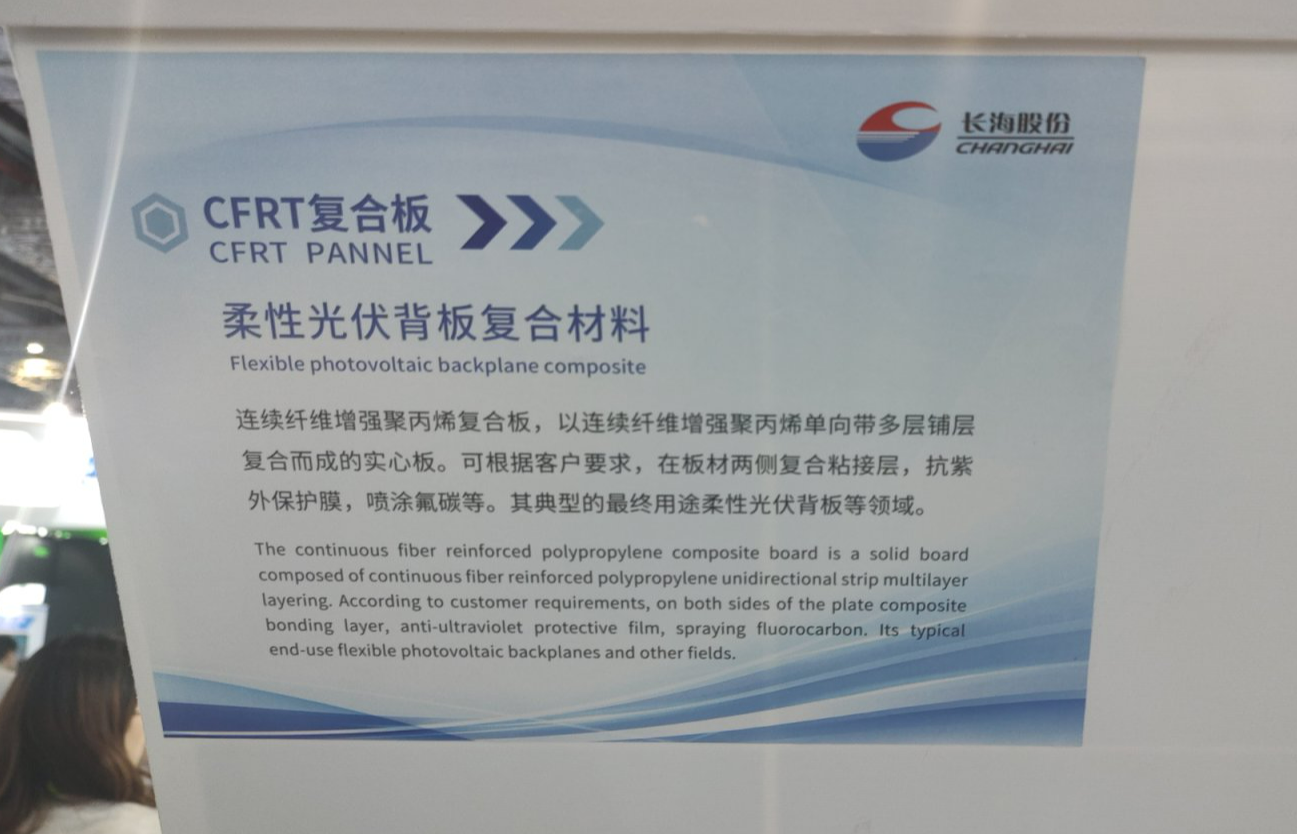 长海股份
CHANGHAI
CFRT复合板
CFRT PANNEL
柔性光伏背板复合材料
Flexible photovoltaic backplane composite
连续纤维增强聚丙烯复合板，以连续纤维增强聚丙烯单向带多层铺层
复合而成的实心板。可根据客户要求，在板材两侧复合粘接层，抗紫
外保护膜，喷涂氟碳等。其典型的最终用途柔性光伏背板等领域。
The continuous fiber reinforced polypropylene composite board is a solid board
composed of continuous fiber reinforced polypropylene unidirectional strip multilayer
layering. According to customer requirements, on both sides of the plate composite
bonding layer, anti-ultraviolet protective film, spraying fluorocarbon. Its typical
end-use flexible photovoltaic backplanes and other fields.